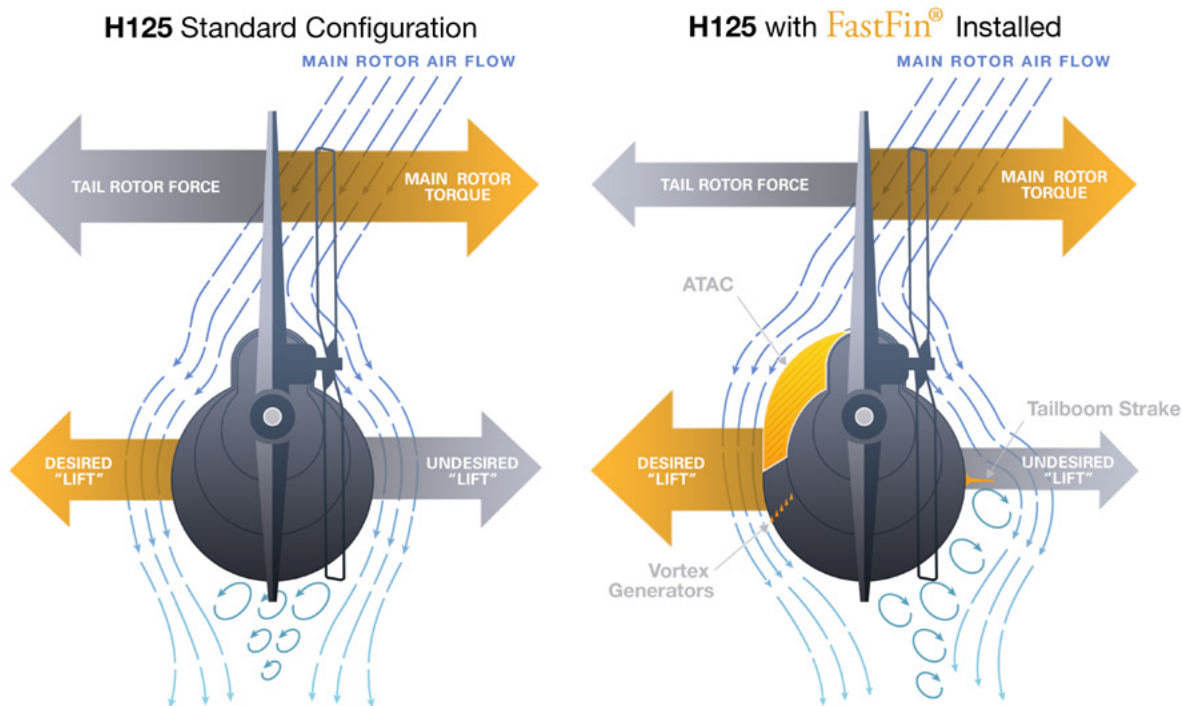 H125 Standard Configuration
MAIN ROTOR AIR FLOW
TAIL ROTOR FORCE
MAIN ROTOR
TORQUE
DESIRED
"LIFT"
UNDESIRED
"LIFT"
H125 with FastFin® Installed
MAIN ROTOR AIR FLOW
TAIL ROTOR FORCE
MAIN ROTOR
TORQUE
ATAC
Tailboom Strake
DESIRED
"LIFT"
UNDESIRED
"LIFT"
Vortex
Generators